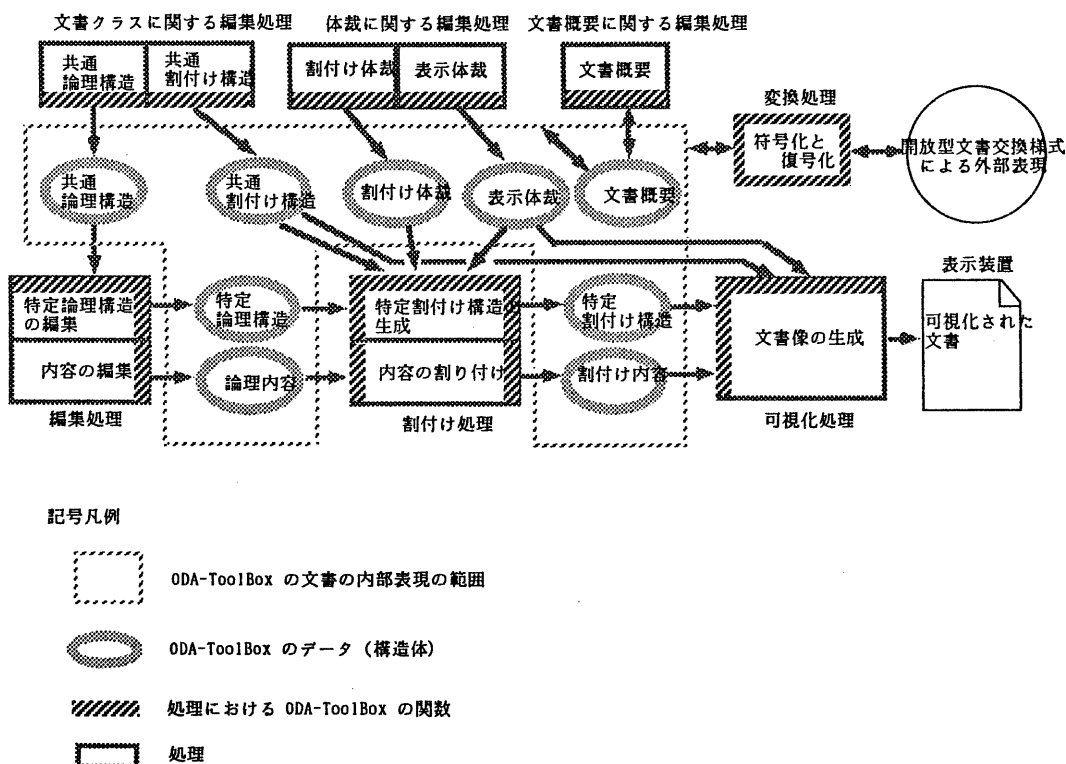 文書クラスに関する編集処理
体裁に関する編集処理
文書概要に関する編集処理
共通
論理構造
共通
割付け構造
割付け体裁
表示体裁
文書概要
変換処理
符号化と
復号化
開放型文書交換様式
による外部表現
共通
論理構造
共通
割付け構造
割付け体裁
表示体裁
文書概要
特定論理構造
の編集
内容の編集
編集処理
特定
論理構造
論理内容
特定割付け構造の
生成
内容の割り付け
割付け処理
特定
割付け構造
割付け内容
文書像の生成
可視化処理
表示装置
可視化された
文書
記号凡例
ODA-ToolBox の文書の内部表現の範囲
ODA-ToolBox のデータ (構造体)
処理における ODA-ToolBox の関数
処理